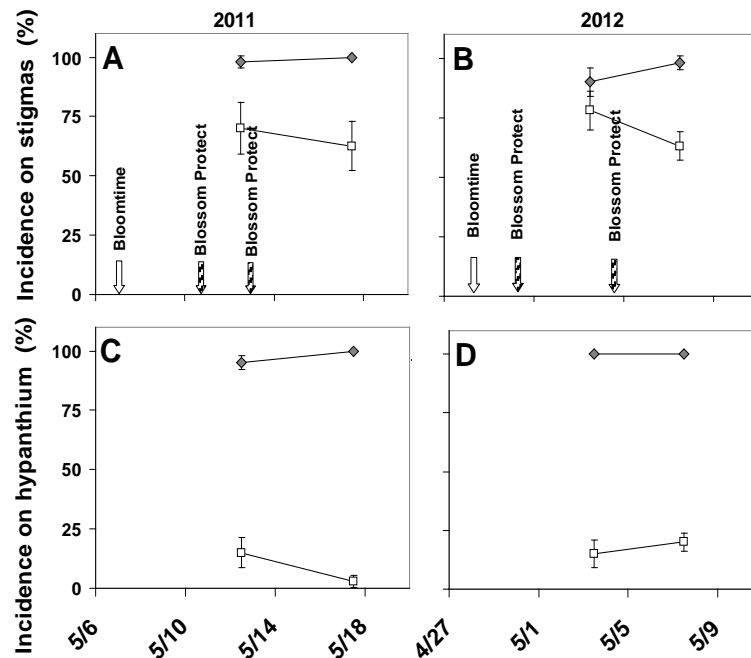 2011
2012
Incidence on stigmas (%)
A
B
100
75
50
25
0
Bloomtime
Blossom Protect
Blossom Protect
Bloomtime
Blossom Protect
Blossom Protect
Incidence on hypanthium (%)
C
D
100
75
50
25
0
5/6
5/10
5/14
5/18
4/27
5/1
5/5
5/9